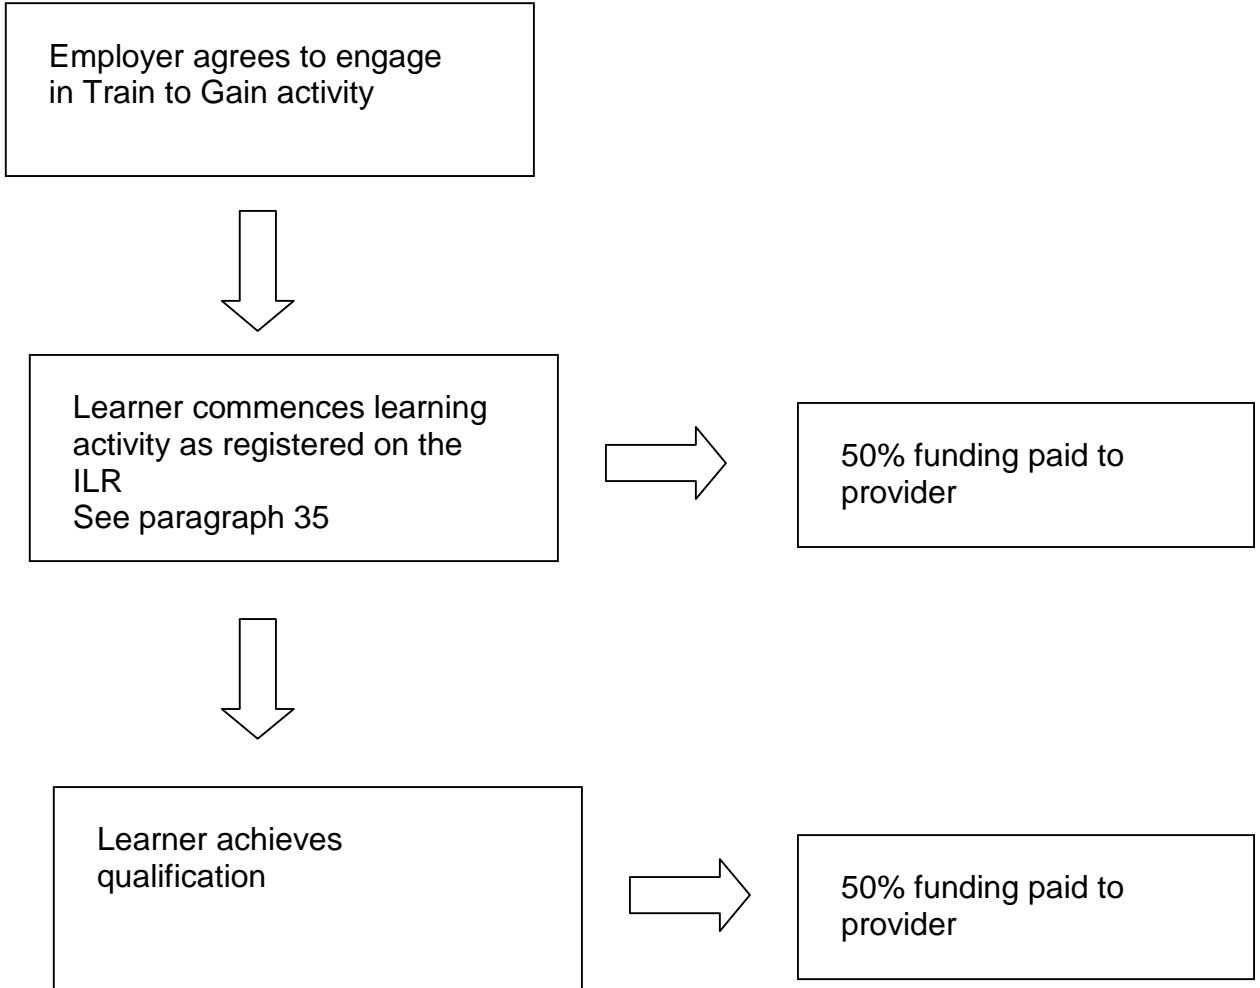 Employer agrees to engage
in Train to Gain activity
Learner commences learning
activity as registered on the
ILR
See paragraph 35
50% funding paid to
provider
Learner achieves
qualification
50% funding paid to
provider